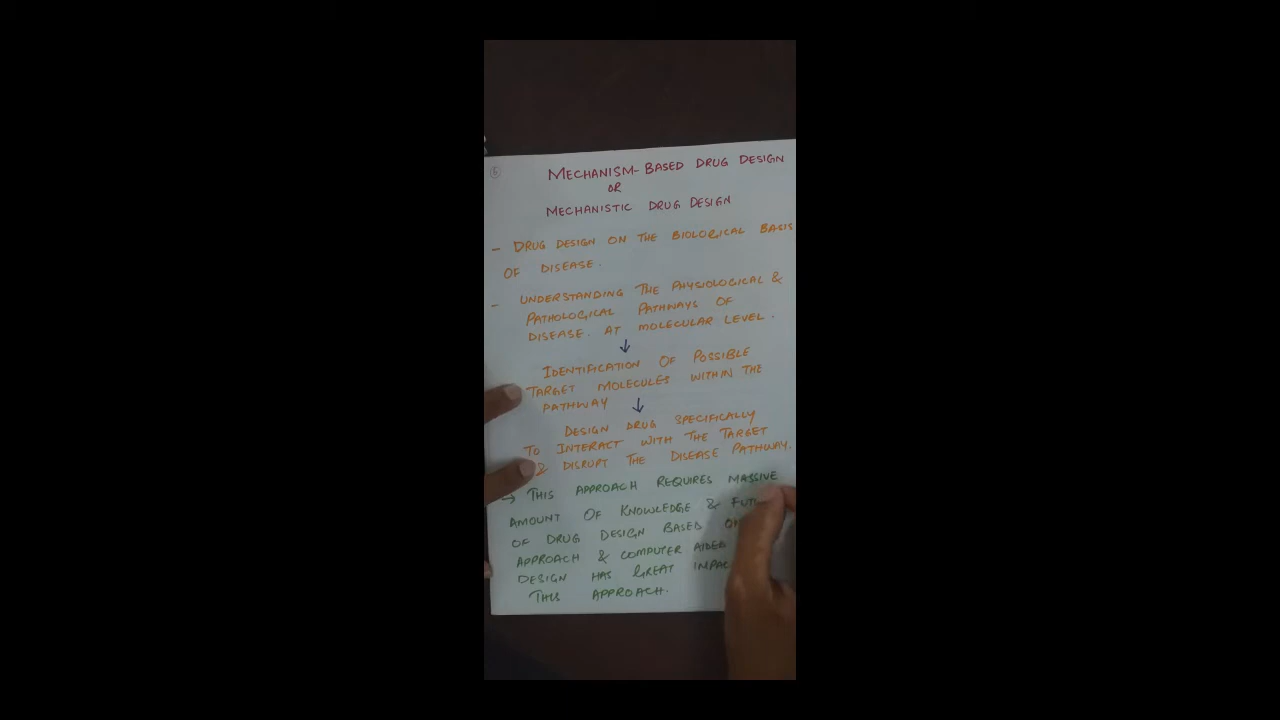 6
MECHANISM-BASED DRUG DESIGN
OR
MECHANISTIC DRUG DESIGN
- DRUG DESIGN ON THE BIOLOGICAL BASIS
OF DISEASE.
- UNDERSTANDING THE PHYSIOLOGICAL &
PATHOLOGICAL PATHWAYS OF
DISEASE. AT MOLECULAR LEVEL.
↓
IDENTIFICATION OF POSSIBLE
TARGET MOLECULES WITHIN THE
PATHWAY ↓
DESIGN DRUG SPECIFICALLY
TO INTERACT WITH THE TARGET
& DISRUPT THE DISEASE PATHWAY.
→ THIS APPROACH REQUIRES MASSIVE
AMOUNT OF KNOWLEDGE &
OF DRUG DESIGN BASED
APPROACH & COMPUTER AIDED
DESIGN HAS GREAT
THIS APPROACH.